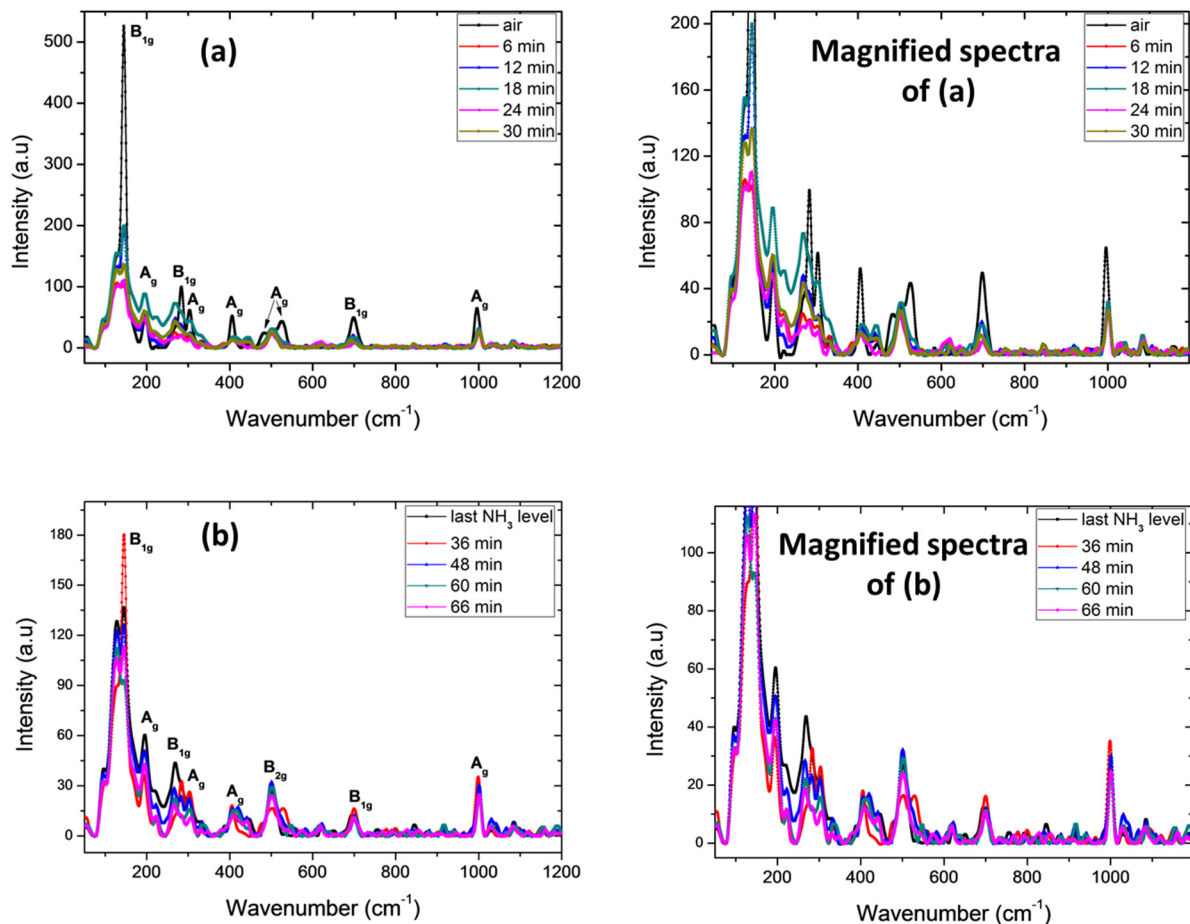 (a)
B1g
Ag
B1g
Ag
Ag
Ag
B1g
Ag
air
6 min
12 min
18 min
24 min
30 min
500
400
300
200
100
0
200 400 600 800 1000 1200
Intensity (a.u)
Wavenumber (cm-1)
Magnified spectra
of (a)
air
6 min
12 min
18 min
24 min
30 min
200
160
120
80
40
0
200 400 600 800 1000
Intensity (a.u)
Wavenumber (cm-1)
(b)
B1g
Ag
B1g
Ag
Ag
B2g
B1g
Ag
last NH3 level
36 min
48 min
60 min
66 min
180
150
120
90
60
30
0
200 400 600 800 1000 1200
Intensity (a.u)
Wavenumber (cm-1)
Magnified spectra
of (b)
last NH3 level
36 min
48 min
60 min
66 min
100
80
60
40
20
0
200 400 600 800 1000
Intensity (a.u)
Wavenumber (cm-1)